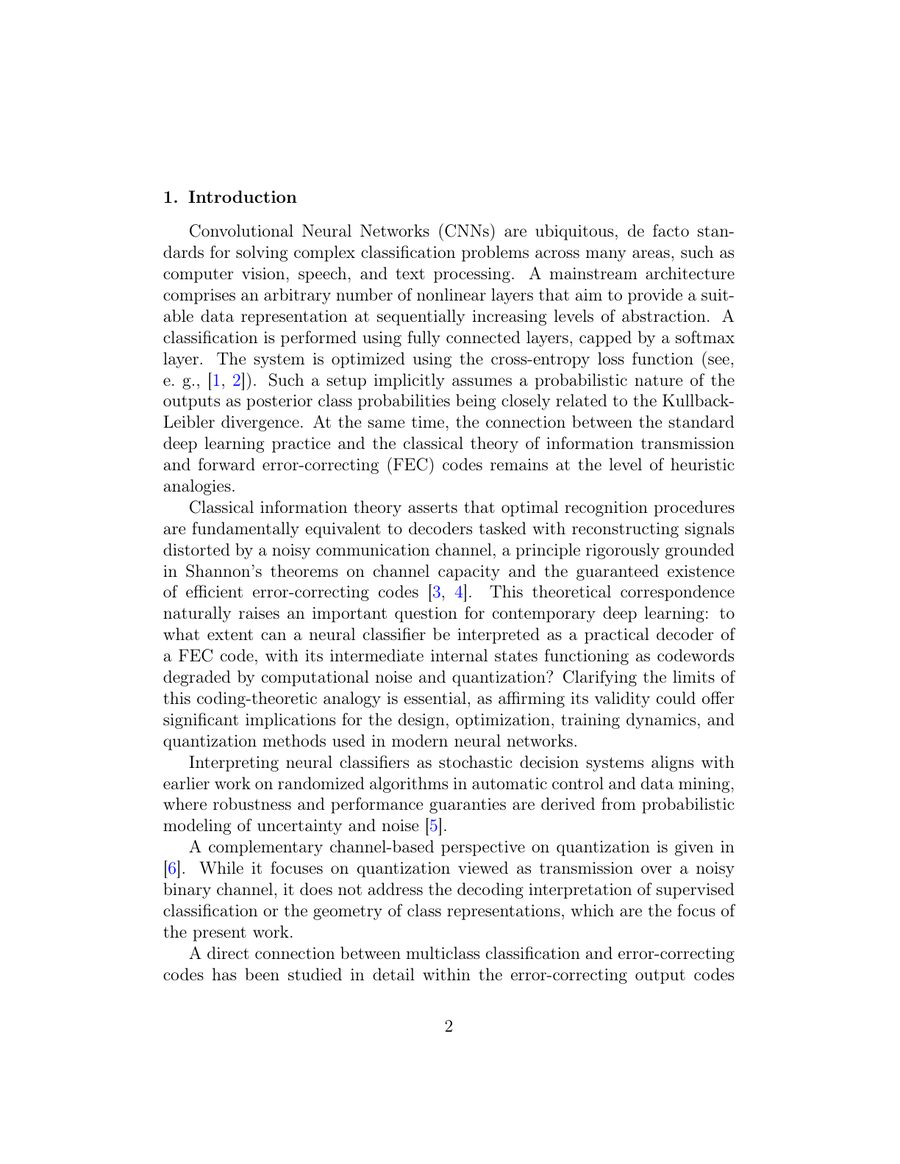 1. Introduction
Convolutional Neural Networks (CNNs) are ubiquitous, de facto stan-
dards for solving complex classification problems across many areas, such as
computer vision, speech, and text processing. A mainstream architecture
comprises an arbitrary number of nonlinear layers that aim to provide a suit-
able data representation at sequentially increasing levels of abstraction. A
classification is performed using fully connected layers, capped by a softmax
layer. The system is optimized using the cross-entropy loss function (see,
e. g., [1, 2]). Such a setup implicitly assumes a probabilistic nature of the
outputs as posterior class probabilities being closely related to the Kullback-
Leibler divergence. At the same time, the connection between the standard
deep learning practice and the classical theory of information transmission
and forward error-correcting (FEC) codes remains at the level of heuristic
analogies.
Classical information theory asserts that optimal recognition procedures
are fundamentally equivalent to decoders tasked with reconstructing signals
distorted by a noisy communication channel, a principle rigorously grounded
in Shannon's theorems on channel capacity and the guaranteed existence
of efficient error-correcting codes [3, 4]. This theoretical correspondence
naturally raises an important question for contemporary deep learning: to
what extent can a neural classifier be interpreted as a practical decoder of
a FEC code, with its intermediate internal states functioning as codewords
degraded by computational noise and quantization? Clarifying the limits of
this coding-theoretic analogy is essential, as affirming its validity could offer
significant implications for the design, optimization, training dynamics, and
quantization methods used in modern neural networks.
Interpreting neural classifiers as stochastic decision systems aligns with
earlier work on randomized algorithms in automatic control and data mining,
where robustness and performance guaranties are derived from probabilistic
modeling of uncertainty and noise [5].
A complementary channel-based perspective on quantization is given in
[6]. While it focuses on quantization viewed as transmission over a noisy
binary channel, it does not address the decoding interpretation of supervised
classification or the geometry of class representations, which are the focus of
the present work.
A direct connection between multiclass classification and error-correcting
codes has been studied in detail within the error-correcting output codes
2